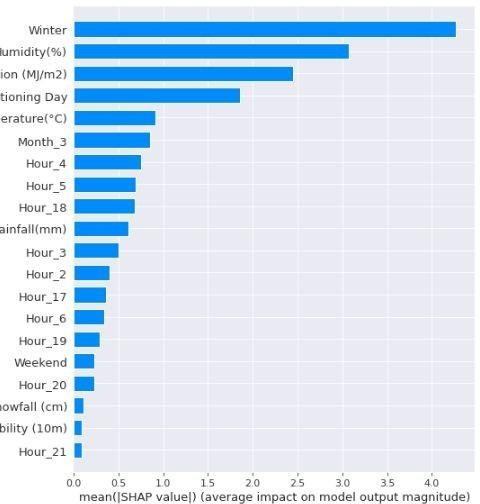 Winter
Humidity(%)
ion (MJ/m2)
tioning Day
erature(°C)
Month_3
Hour_4
Hour_5
Hour_18
ainfall(mm)
Hour_3
Hour_2
Hour_17
Hour_6
Hour_19
Weekend
Hour_20
nowfall (cm)
bility (10m)
Hour_21
0.0 0.5 1.0 1.5 2.0 2.5 3.0 3.5 4.0
mean(|SHAP value|) (average impact on model output magnitude)